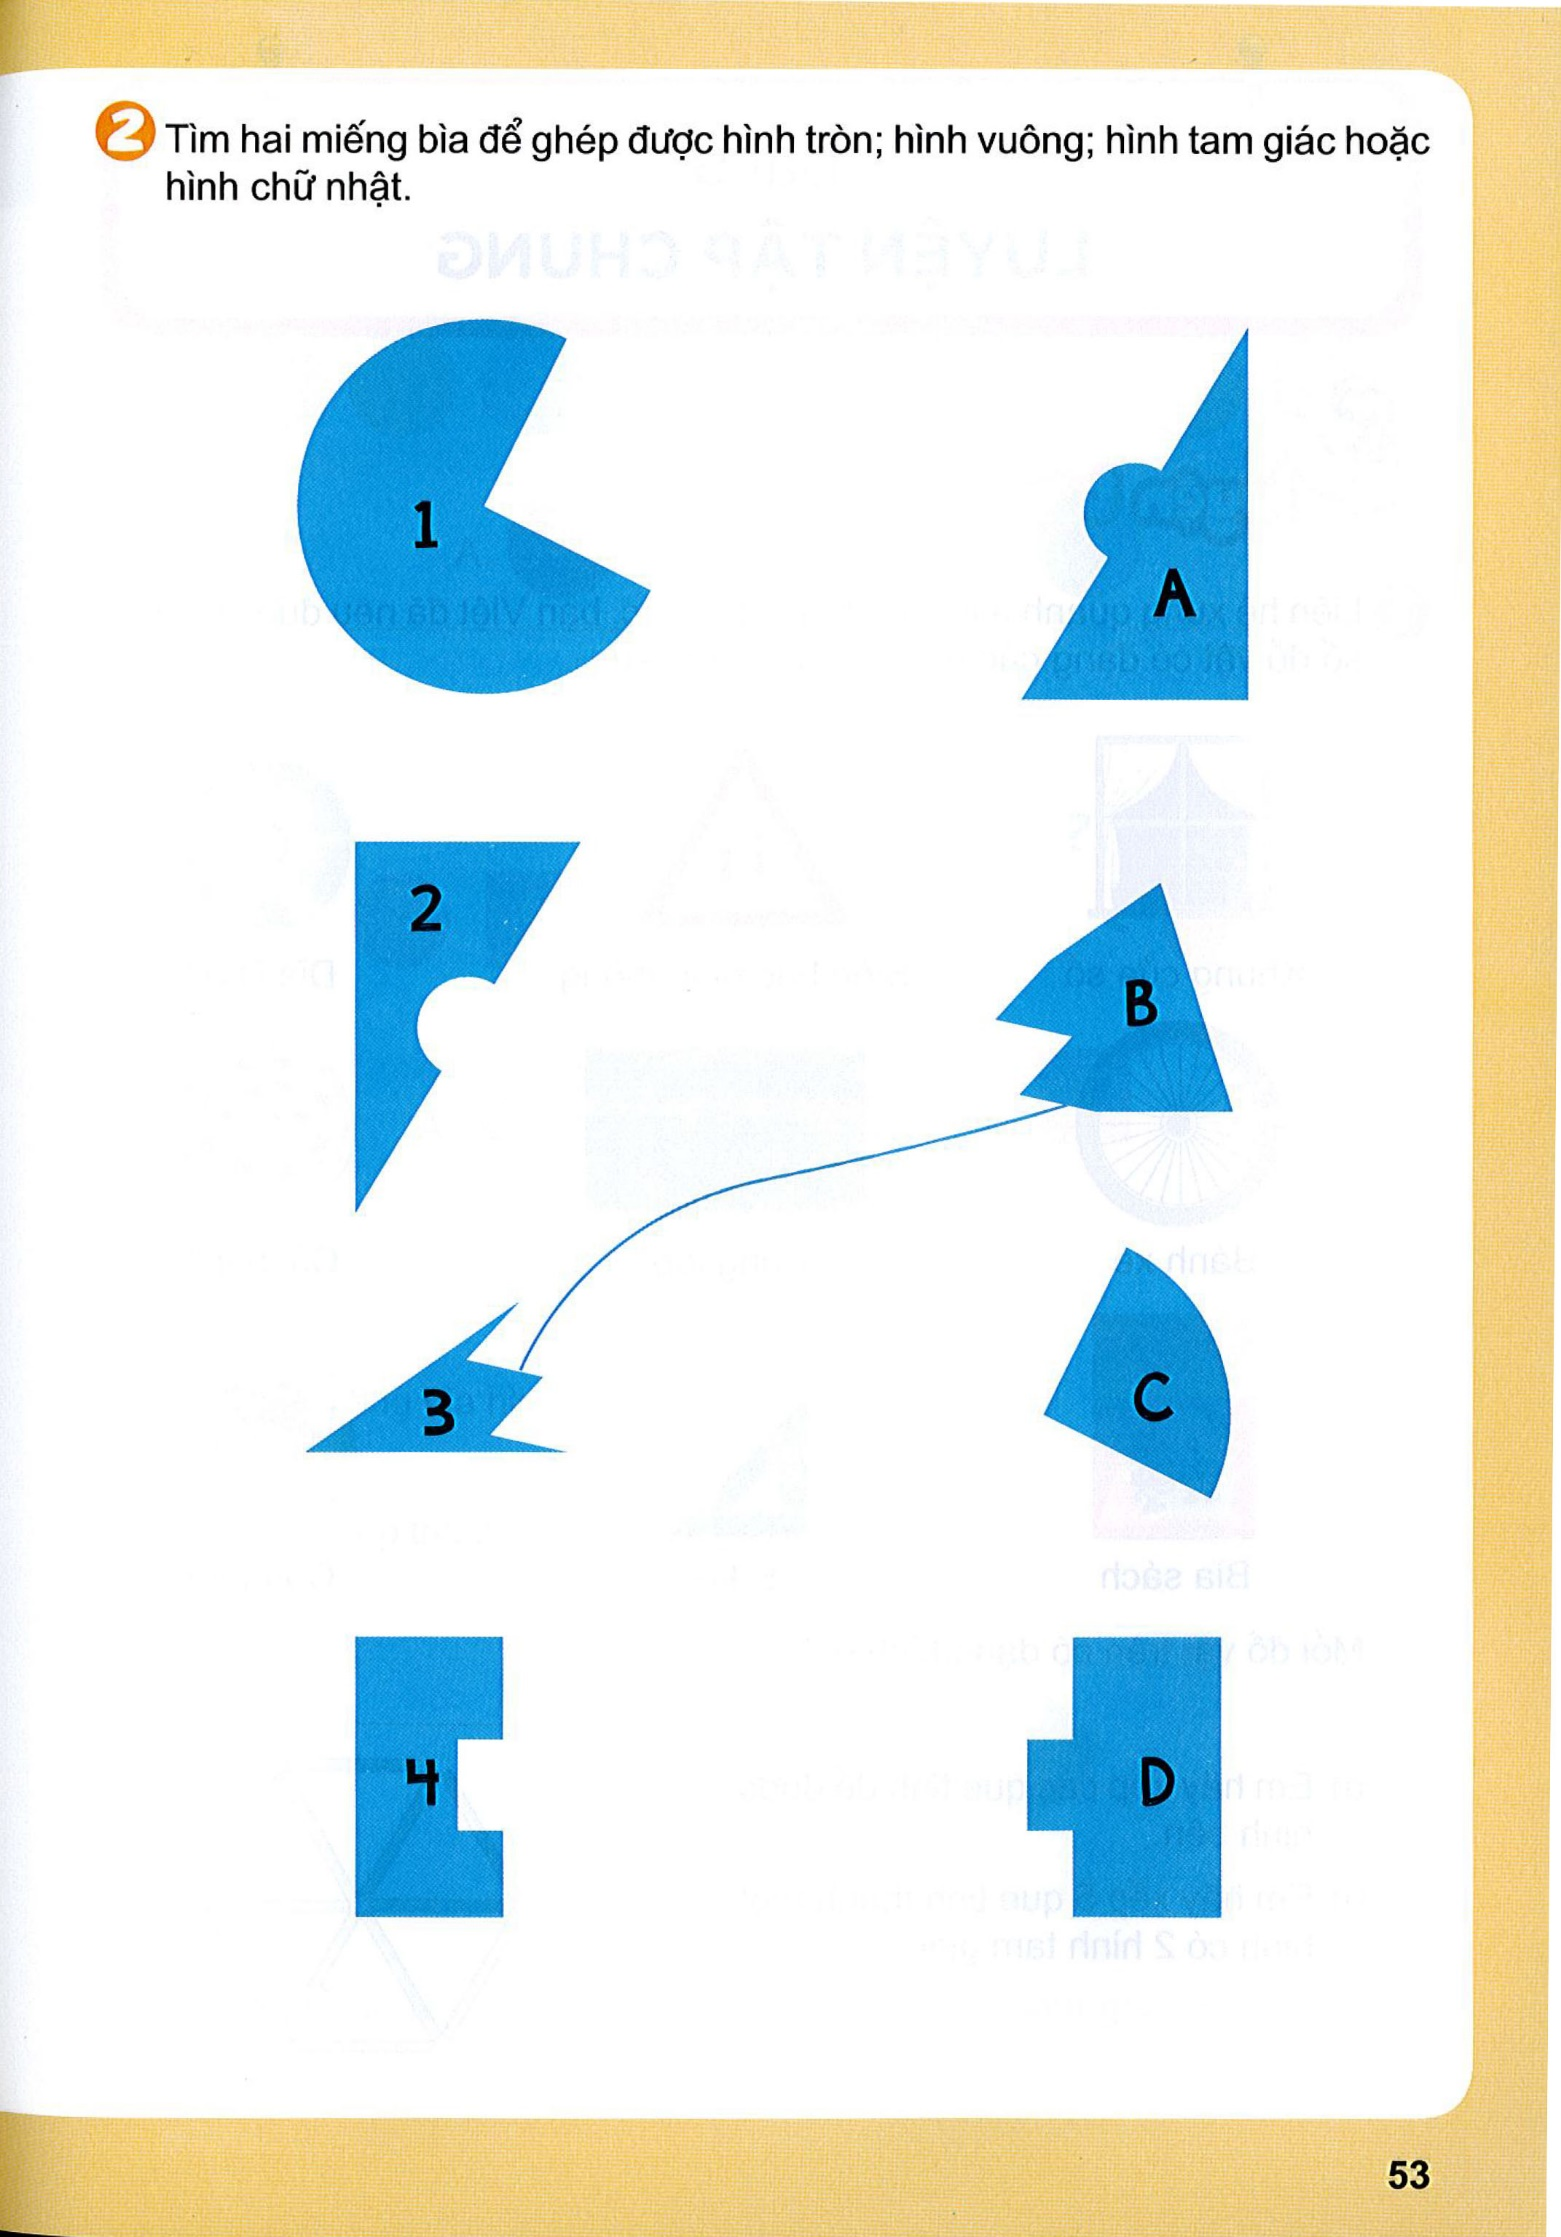 2 Tìm hai miếng bìa để ghép được hình tròn; hình vuông; hình tam giác hoặc
hình chữ nhật.
1
A
2
B
C
3
4
D
53